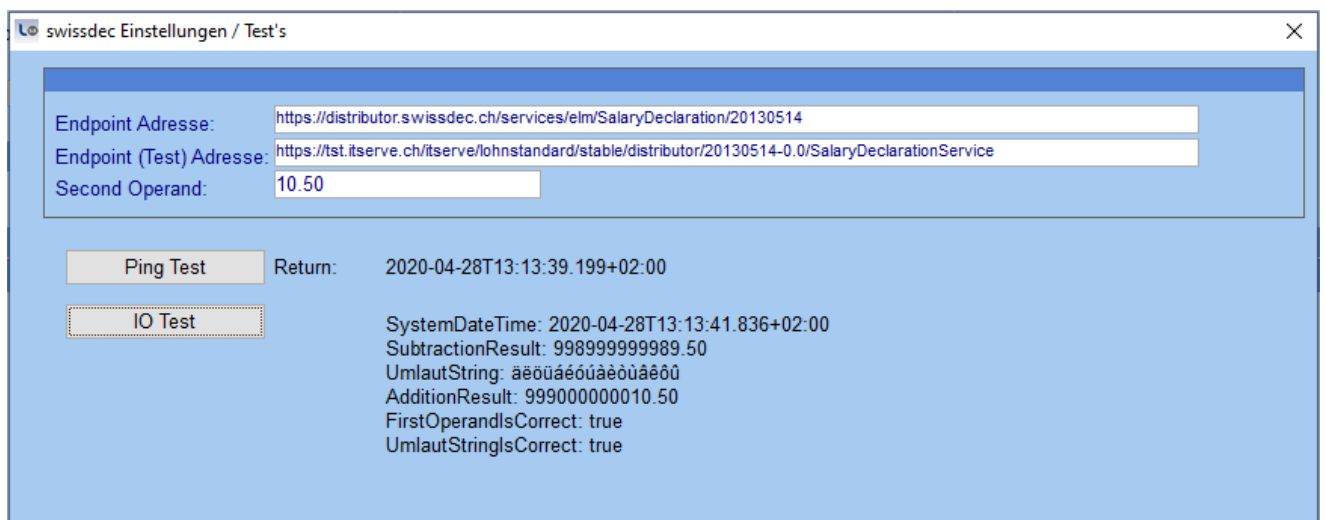 swissdec Einstellungen / Test's
Endpoint Adresse: https://distributor.swissdec.ch/services/elm/SalaryDeclaration/20130514
Endpoint (Test) Adresse: https://tst.itserve.ch/itserve/lohnstandard/stable/distributor/20130514-0.0/SalaryDeclarationService
Second Operand: 10.50
Ping Test Return: 2020-04-28T13:13:39.199+02:00
IO Test
SystemDateTime: 2020-04-28T13:13:41.836+02:00
SubtractionResult: 998999999989.50
UmlautString: äëöüáéóúàèòùâêôû
AdditionResult: 999000000010.50
FirstOperandIsCorrect: true
UmlautStringIsCorrect: true